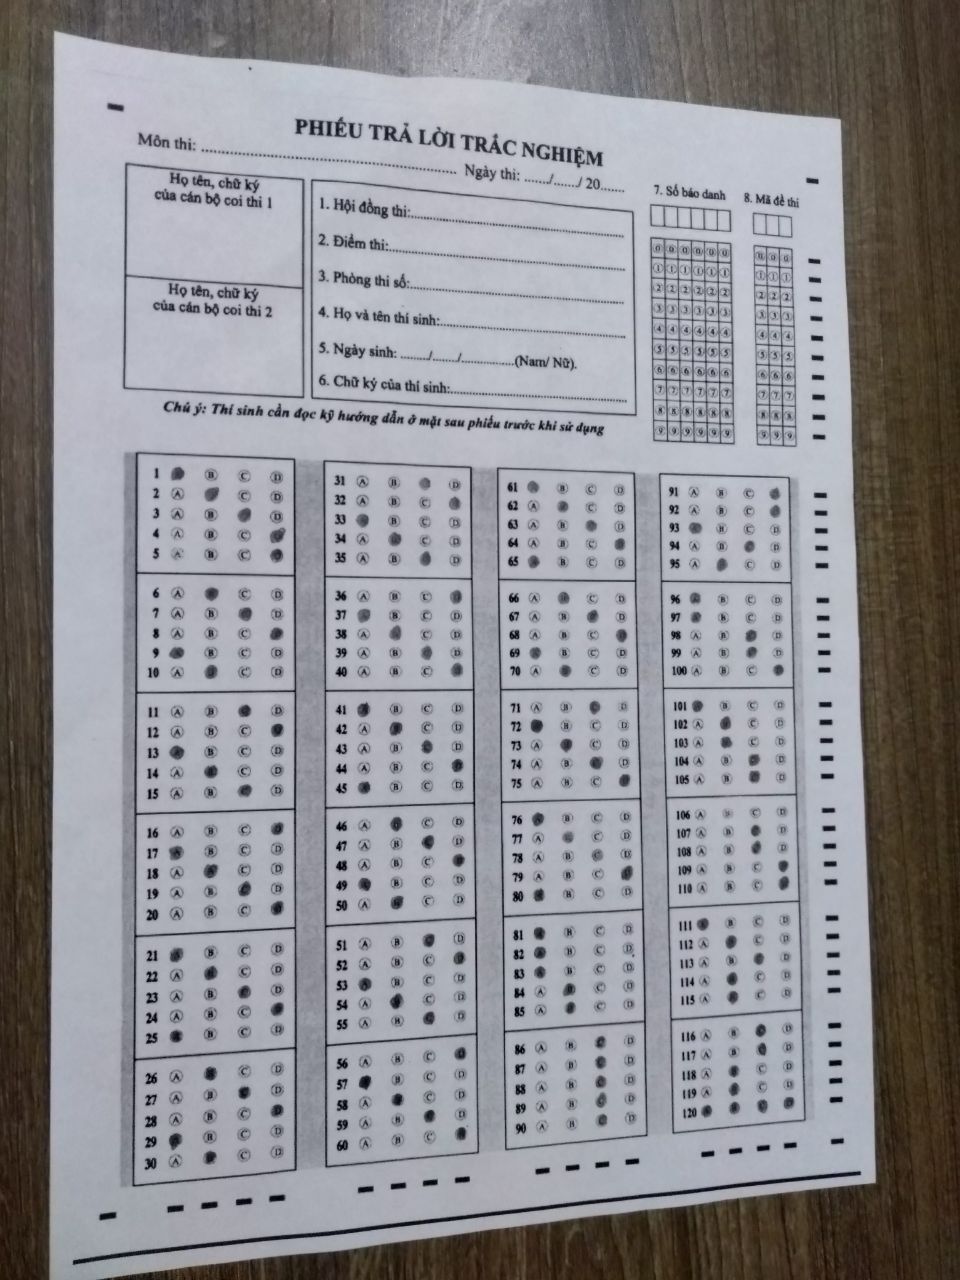 PHIẾU TRẢ LỜI TRẮC NGHIỆM
Môn thi: ........................ Ngày thi: ....../....../ 20......
Họ tên, chữ ký
của cán bộ coi thi 1
Họ tên, chữ ký
của cán bộ coi thi 2
1. Hội đồng thi:........................
2. Điểm thi:........................
3. Phòng thi số:........................
4. Họ và tên thí sinh:........................
5. Ngày sinh: ......./......./..............(Nam/ Nữ).
6. Chữ ký của thí sinh:........................
7. Số báo danh
0 0 0 0 0 0
1 1 1 1 1 1
2 2 2 2 2 2
3 3 3 3 3 3
4 4 4 4 4 4
5 5 5 5 5 5
6 6 6 6 6 6
7 7 7 7 7 7
8 8 8 8 8 8
9 9 9 9 9 9
8. Mã đề thi
0 0 0
1 1 1
2 2 2
3 3 3
4 4 4
5 5 5
6 6 6
7 7 7
8 8 8
9 9 9
Chú ý: Thí sinh cần đọc kỹ hướng dẫn ở mặt sau phiếu trước khi sử dụng
1 B C D
2 A C D
3 A B D
4 A B C
5 A B C
6 A C D
7 A B D
8 A B C
9 B C D
10 A C D
11 A B D
12 A B C
13 B C D
14 A C D
15 A B D
16 A B C
17 B C D
18 A C D
19 A B D
20 A B C
21 B C D
22 A C D
23 A B D
24 A B C
25 B C D
26 A C D
27 A B D
28 A B C
29 B C D
30 A C D
31 A B D
32 A B C
33 B C D
34 A C D
35 A B D
36 A B C
37 B C D
38 A C D
39 A B D
40 A B C
41 B C D
42 A C D
43 A B D
44 A B C
45 B C D
46 A C D
47 A B D
48 A B C
49 B C D
50 A C D
51 A B D
52 A B C
53 B C D
54 A C D
55 A B D
56 A B C
57 B C D
58 A C D
59 A B D
60 A B C
61 B C D
62 A C D
63 A B D
64 A B C
65 B C D
66 A C D
67 A B D
68 A B C
69 B C D
70 A C D
71 A B D
72 B C D
73 A C D
74 A B D
75 A B C
76 B C D
77 A C D
78 A B D
79 A B C
80 B C D
81 B C D
82 B C D
83 B C D
84 A C D
85 A C D
86 A B D
87 A B D
88 A B D
89 A B D
90 A B D
91 A B C
92 A B C
93 B C D
94 A B D
95 A C D
96 B C D
97 B C D
98 A B D
99 A B D
100 A B C
101 B C D
102 A C D
103 A C D
104 A B D
105 A B D
106 A B C D
107 A B D
108 A B D
109 A B C
110 A B C
111 B C D
112 A C D
113 A B D
114 A C D
115 A C D
116 A B D
117 A B D
118 A C D
119 A C D
120